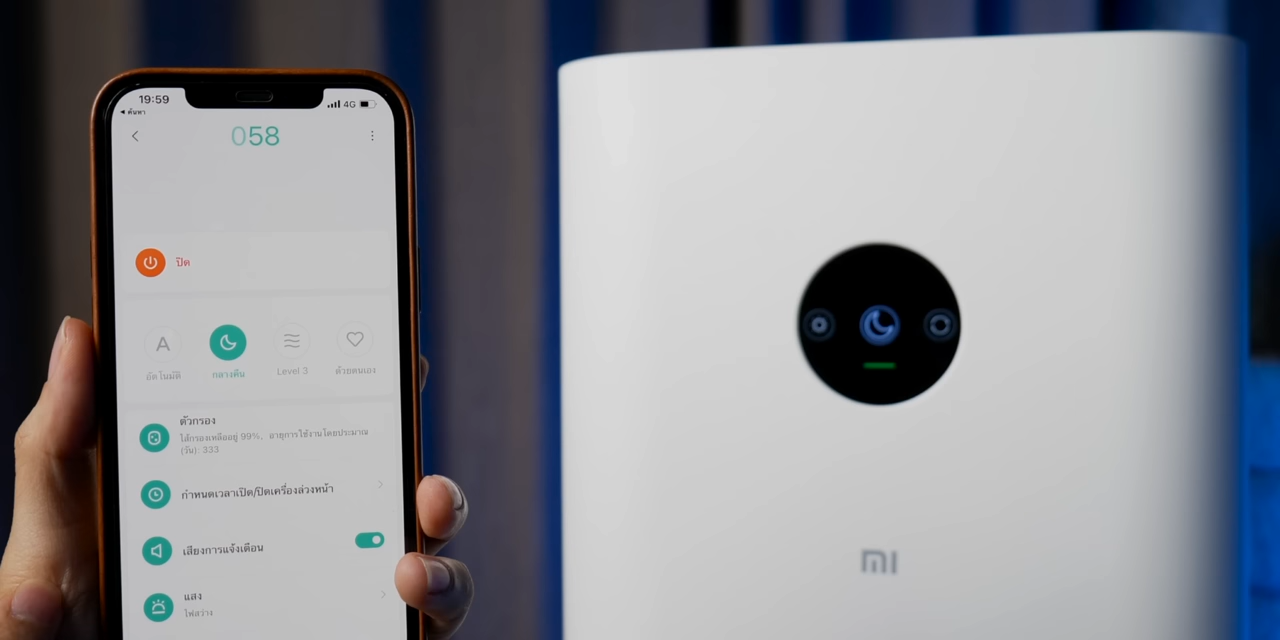 19:59
4G
◂ ค้นหา
058
ปิด
A
อัตโนมัติ
กลางคืน
Level 3
ด้วยตนเอง
ตัวกรอง
ไส้กรองเหลืออยู่ 99%, อายุการใช้งานโดยประมาณ
(วัน): 333
กำหนดเวลาเปิด/ปิดเครื่องล่วงหน้า
เสียงการแจ้งเตือน
แสง
ไฟสว่าง
MI